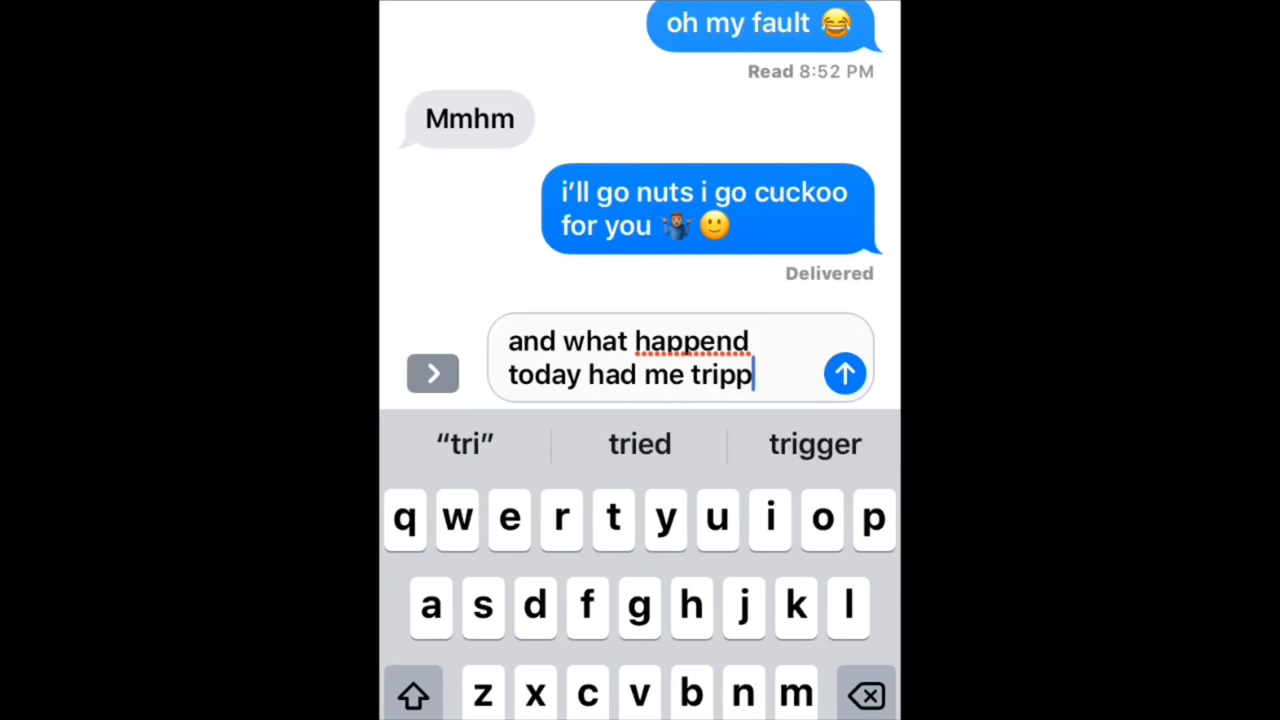 oh my fault 😂
Read 8:52 PM
Mmhm
i’ll go nuts i go cuckoo
for you 🤷🏾‍♂️🙂
Delivered
and what happend
today had me tripp
“tri” tried trigger
q w e r t y u i o p
a s d f g h j k l
z x c v b n m